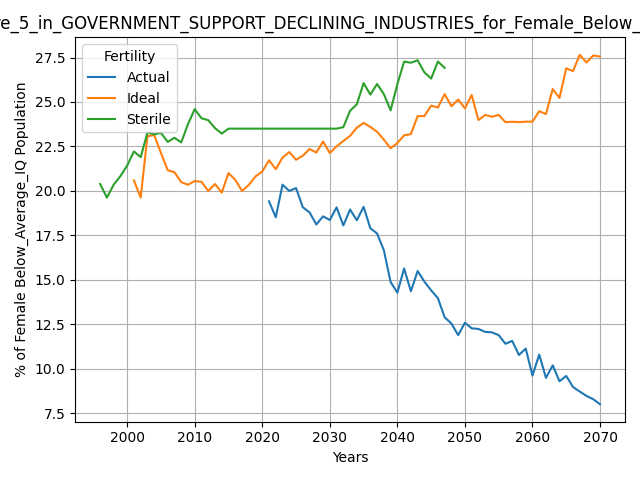 re_5_in_GOVERNMENT_SUPPORT_DECLINING_INDUSTRIES_for_Female_Below_
Fertility
Actual
Ideal
Sterile
% of Female Below_Average_IQ Population
27.5
25.0
22.5
20.0
17.5
15.0
12.5
10.0
7.5
2000 2010 2020 2030 2040 2050 2060 2070
Years